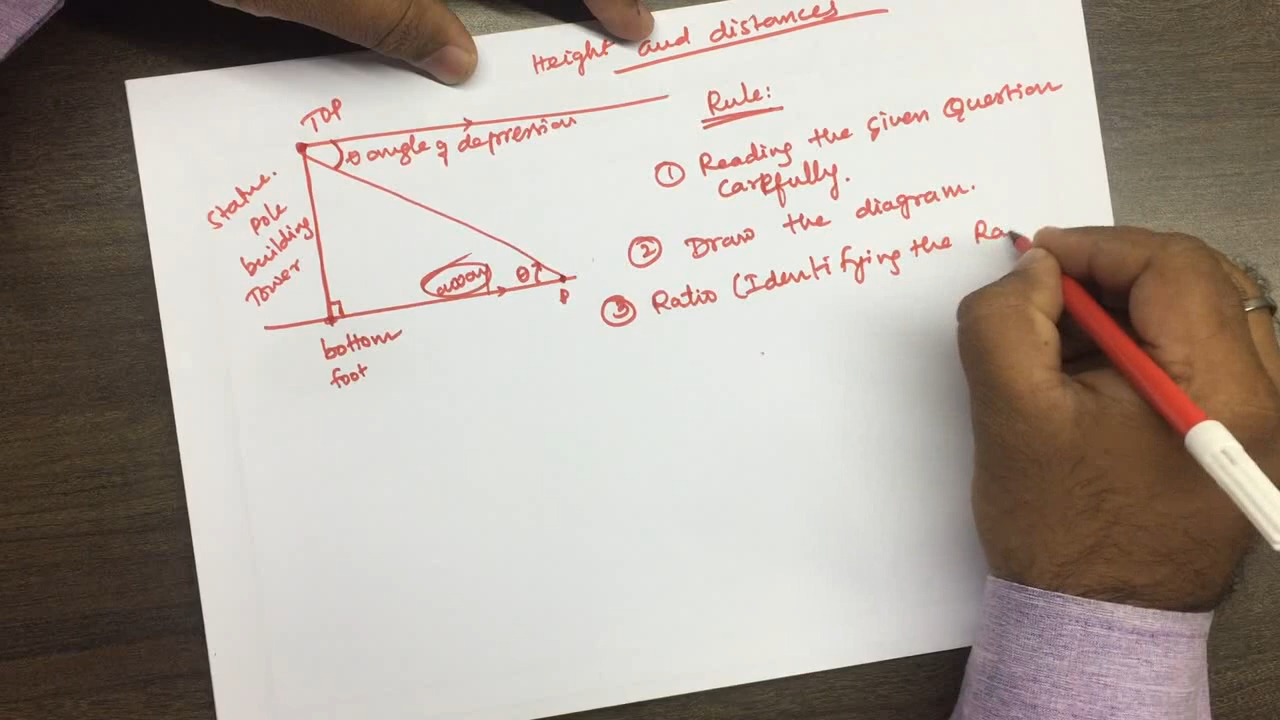 Height and distances
TOP
θ angle of depression
statue.
pole
building
Tower
away
θ
P
bottom
foot
Rule:
① Reading the given Question
carefully.
② Draw the diagram.
③ Ratio (Identifying the Ra